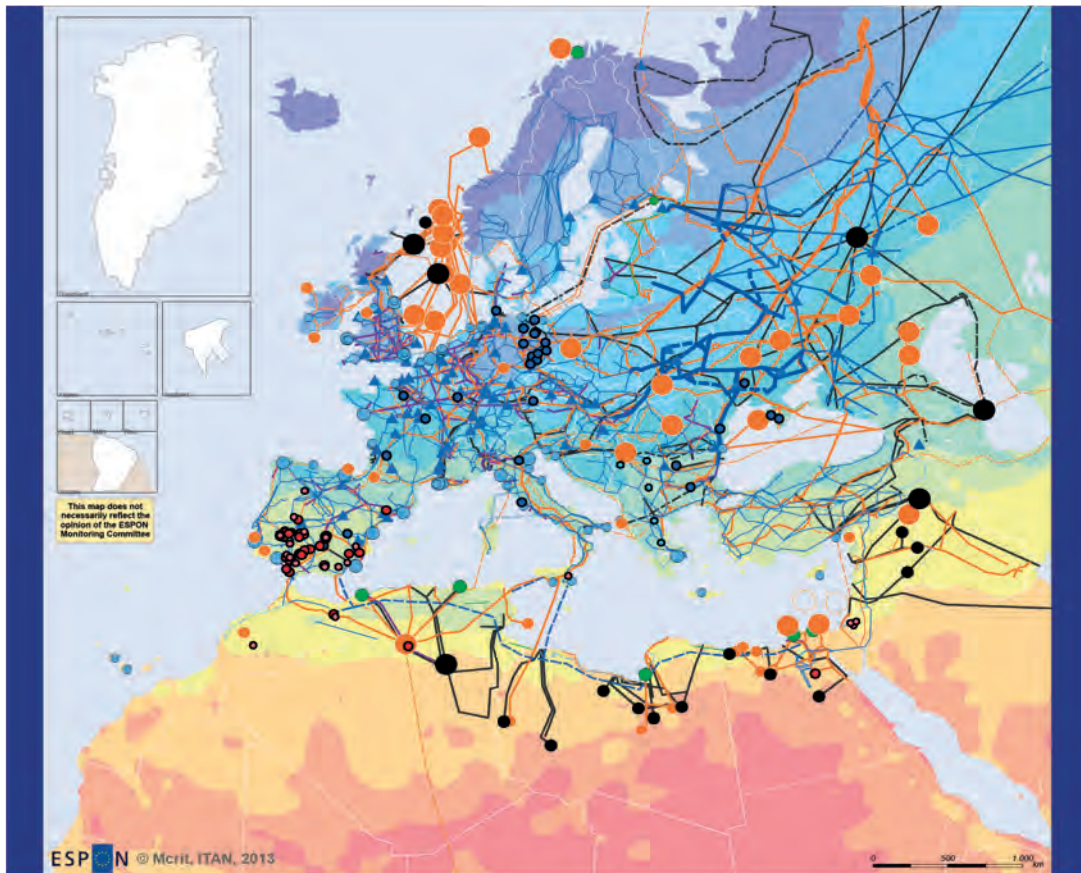 This map does not
necessarily reflect the
opinion of the ESPON
Monitoring Committee
ESPON © Mcrit, ITAN, 2013
0 500 1.000
km